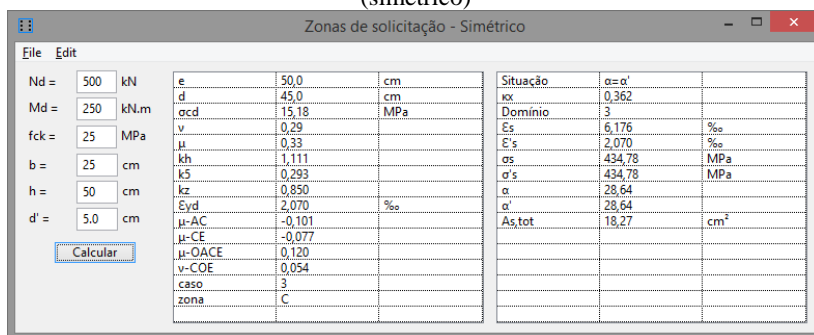 (simétrico)
Zonas de solicitação - Simétrico
File Edit
Nd = 500 kN
Md = 250 kN.m
fck = 25 MPa
b = 25 cm
h = 50 cm
d' = 5.0 cm
Calcular
e 50,0 cm
d 45,0 cm
σcd 15,18 MPa
ν 0,29
μ 0,33
kh 1,111
k5 0,293
kz 0,850
Ɛyd 2,070 ‰
μ-AC -0,101
μ-CE -0,077
μ-OACE 0,120
ν-COE 0,054
caso 3
zona C
Situação α=α'
κx 0,362
Domínio 3
Ɛs 6,176 ‰
Ɛ's 2,070 ‰
σs 434,78 MPa
σ's 434,78 MPa
α 28,64
α' 28,64
As,tot 18,27 cm²